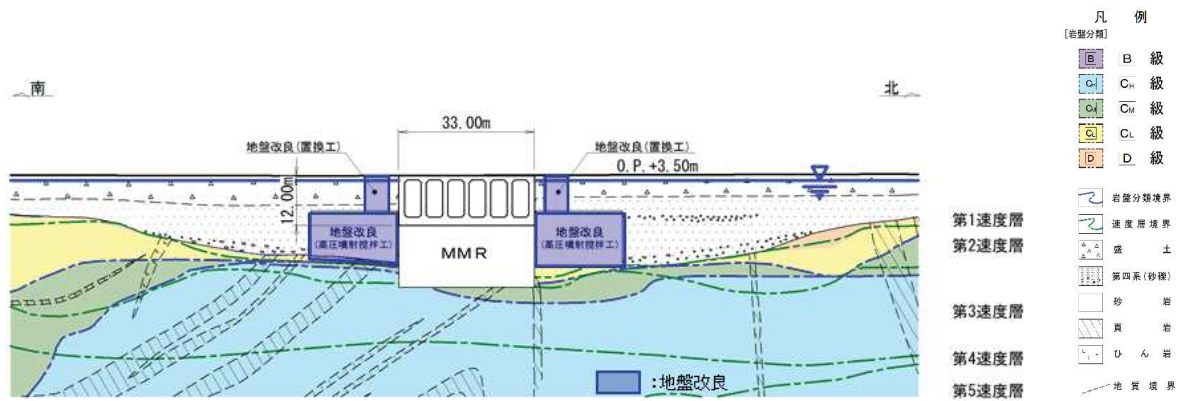 南
北
33.00m
地盤改良(置換工)
地盤改良(置換工)
O.P.+3.50m
12.00m
地盤改良
(高圧噴射撹拌工)
MMR
地盤改良
(高圧噴射撹拌工)
:地盤改良
第1速度層
第2速度層
第3速度層
第4速度層
第5速度層
凡 例
[岩盤分類]
B B 級
CH CH 級
CM CM 級
CL CL 級
D D 級
岩盤分類境界
速度層境界
盛 土
第四系(砂礫)
砂 岩
頁 岩
ひ ん 岩
地質境界